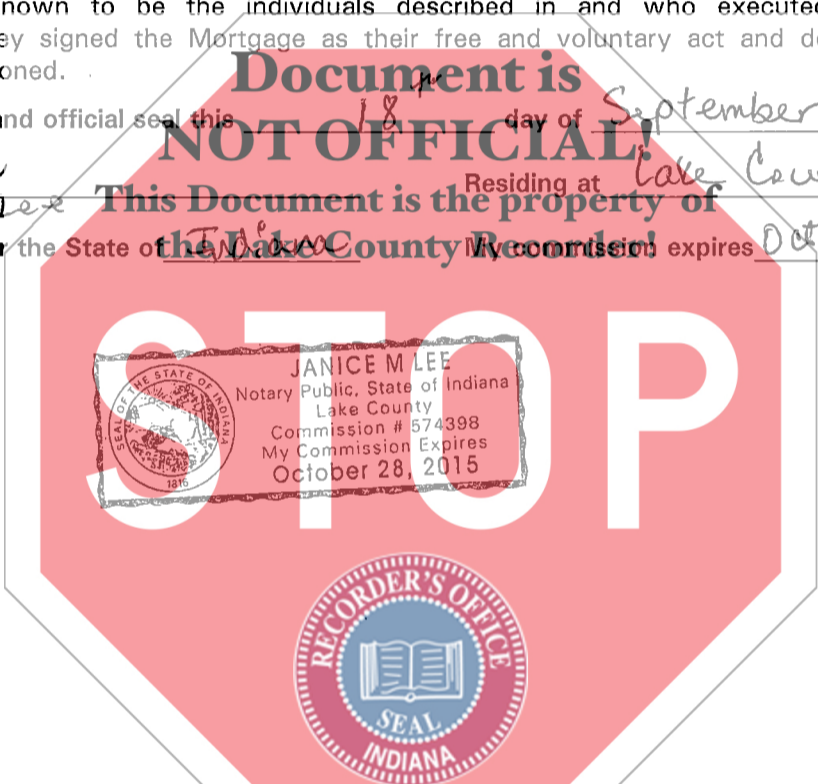 nown to be the individuals described in and who executed
ey signed the Mortgage as their free and voluntary act and de
oned.
Document is
nd official seal this 18th day of September
NOT OFFICIAL!
Residing at Lake Cou
This Document is the property of
r the State of Indiana My commission expires Oct
the Lake County Recorder!
STOP
JANICE M LEE
Notary Public, State of Indiana
Lake County
Commission # 574398
My Commission Expires
October 28, 2015
SEAL OF THE STATE OF INDIANA
1816
RECORDER'S OFFICE
SEAL
INDIANA